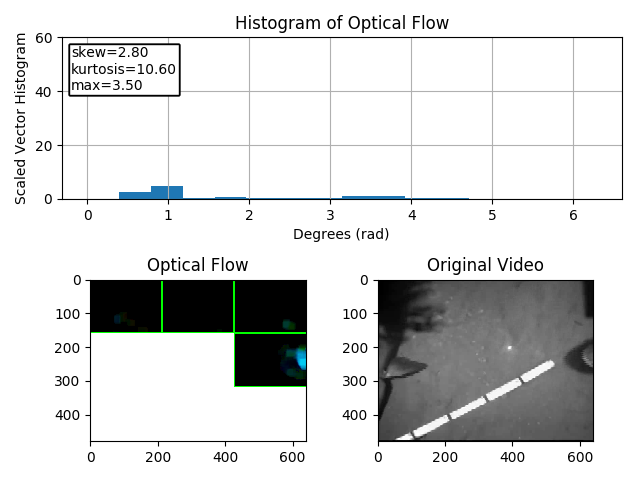 Histogram of Optical Flow
Scaled Vector Histogram
60
40
20
0
skew=2.80
kurtosis=10.60
max=3.50
0 1 2 3 4 5 6
Degrees (rad)
Optical Flow
0
100
200
300
400
0 200 400 600
Original Video
0
100
200
300
400
0 200 400 600